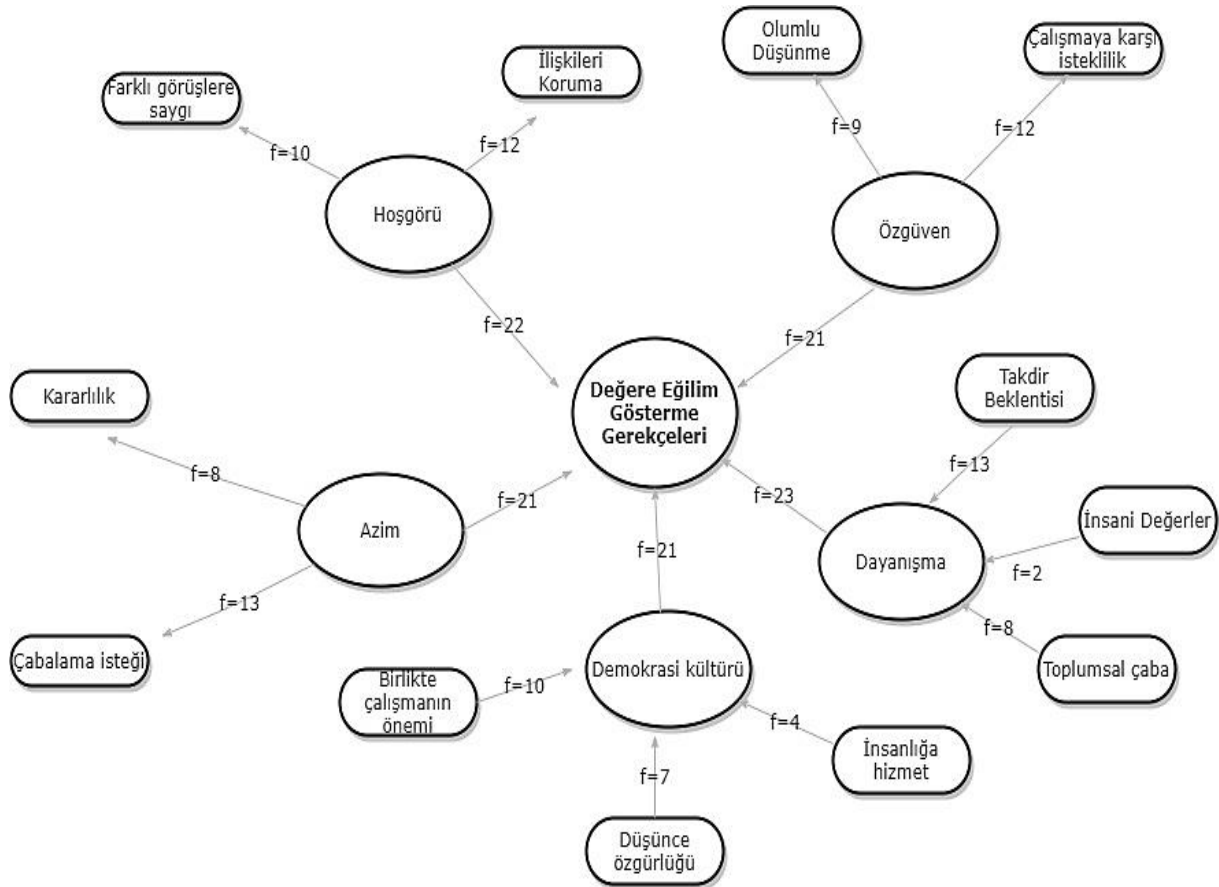 Olumlu
Düşünme
Çalışmaya karşı
isteklilik
İlişkileri
Koruma
Farklı görüşlere
saygı
f=9
f=12
f=12
f=10
Hoşgörü
Özgüven
f=22
f=21
Değere Eğilim
Gösterme
Gerekçeleri
Takdir
Beklentisi
Kararlılık
f=8
f=21
f=13
f=23
İnsani Değerler
Azim
f=21
Dayanışma
f=2
f=13
f=8
Çabalama isteği
Toplumsal çaba
Demokrasi kültürü
Birlikte
çalışmanın
önemi
f=10
f=4
İnsanlığa
hizmet
f=7
Düşünce
özgürlüğü